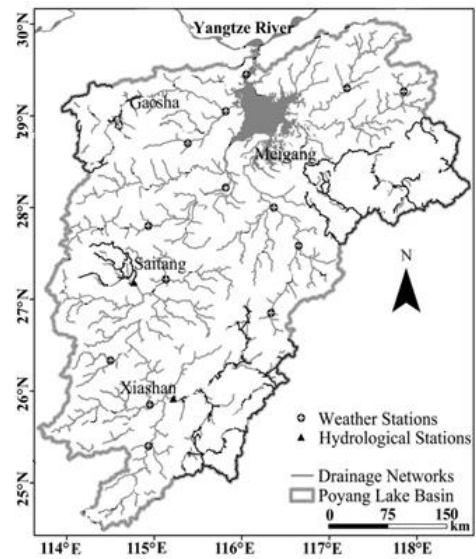 30°N
29°N
28°N
27°N
26°N
25°N
Yangtze River
Gaosha
Meigang
Saitang
Xiashan
N
Weather Stations
Hydrological Stations
Drainage Networks
Poyang Lake Basin
0 75 150
km
114°E 115°E 116°E 117°E 118°E